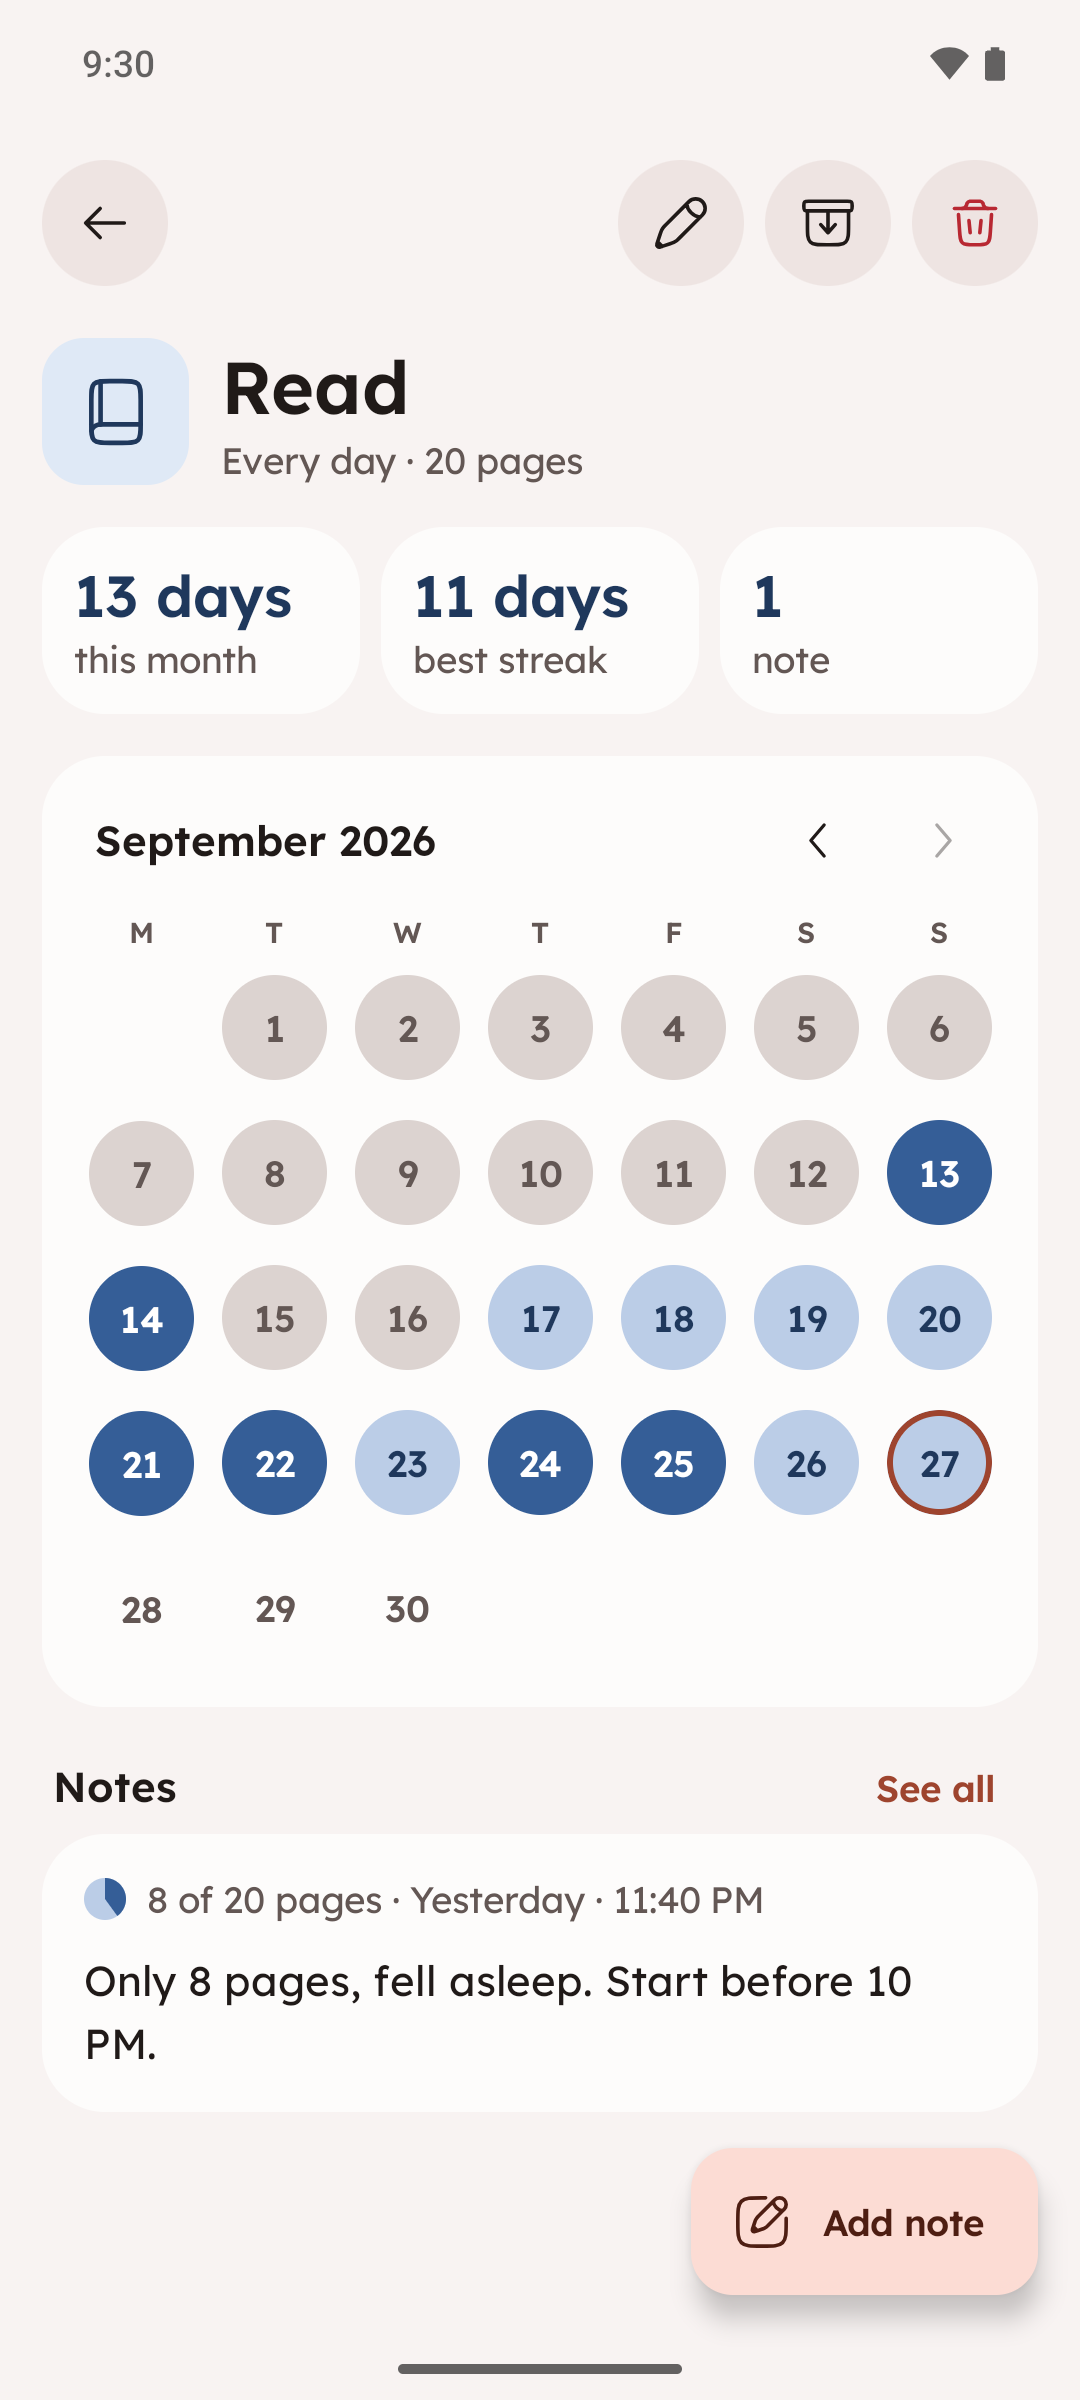 9:30
Read
Every day · 20 pages
13 days
this month
11 days
best streak
1
note
September 2026
M T W T F S S
1 2 3 4 5 6
7 8 9 10 11 12 13
14 15 16 17 18 19 20
21 22 23 24 25 26 27
28 29 30
Notes
See all
8 of 20 pages · Yesterday · 11:40 PM
Only 8 pages, fell asleep. Start before 10
PM.
Add note